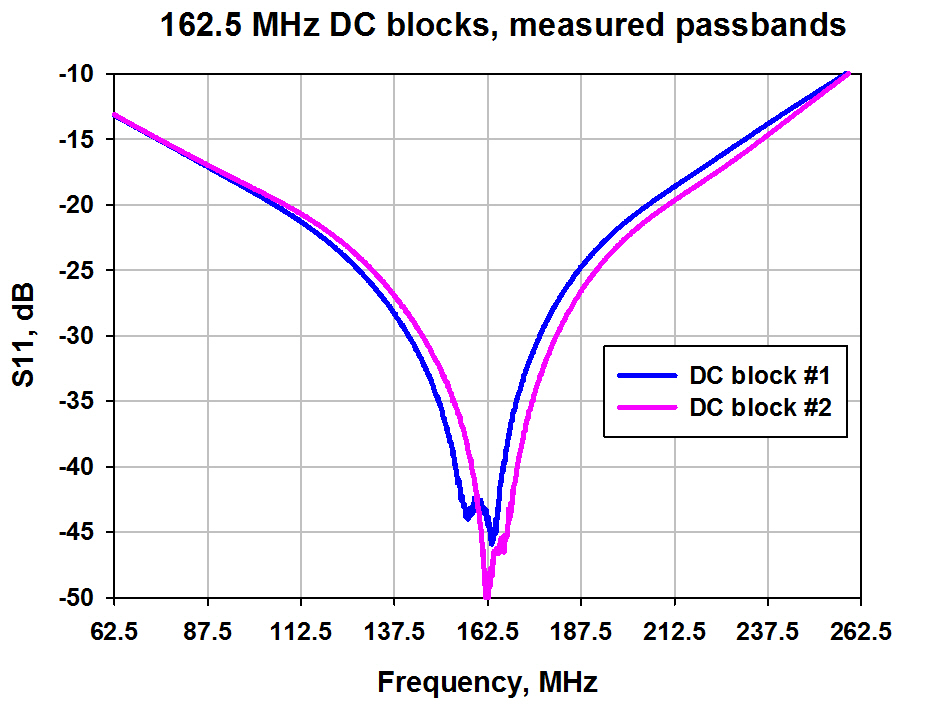 162.5 MHz DC blocks, measured passbands
-10
-15
-20
-25
-30
-35
-40
-45
-50
S11, dB
DC block #1
DC block #2
62.5 87.5 112.5 137.5 162.5 187.5 212.5 237.5 262.5
Frequency, MHz